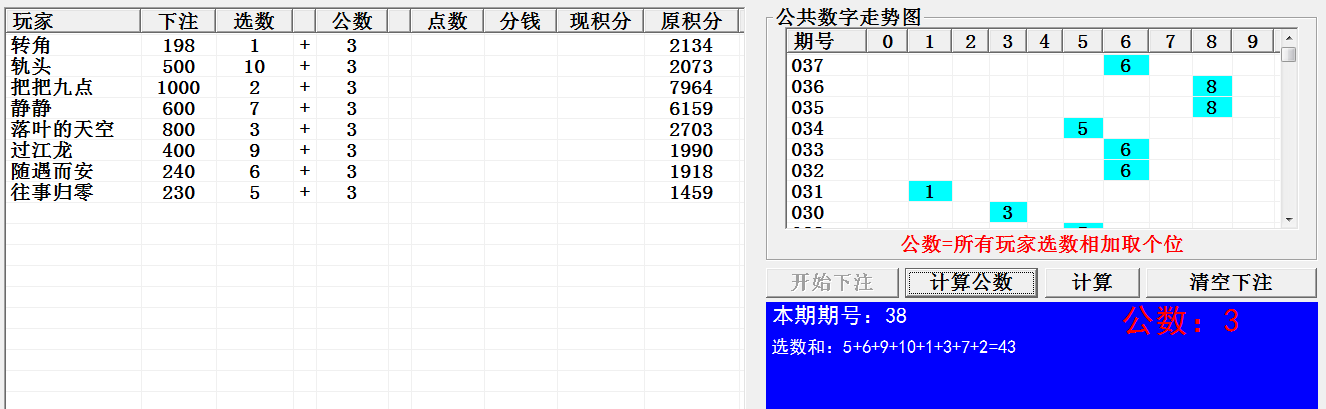 玩家 下注 选数 公数 点数 分钱 现积分 原积分
转角 198 1 + 3 2134
轨头 500 10 + 3 2073
把把九点 1000 2 + 3 7964
静静 600 7 + 3 6159
落叶的天空 800 3 + 3 2703
过江龙 400 9 + 3 1990
随遇而安 240 6 + 3 1918
往事归零 230 5 + 3 1459
公共数字走势图
期号 0 1 2 3 4 5 6 7 8 9
037 6
036 8
035 8
034 5
033 6
032 6
031 1
030 3
公数=所有玩家选数相加取个位
开始下注 计算公数 计算 清空下注
本期期号：38 公数：3
选数和：5+6+9+10+1+3+7+2=43